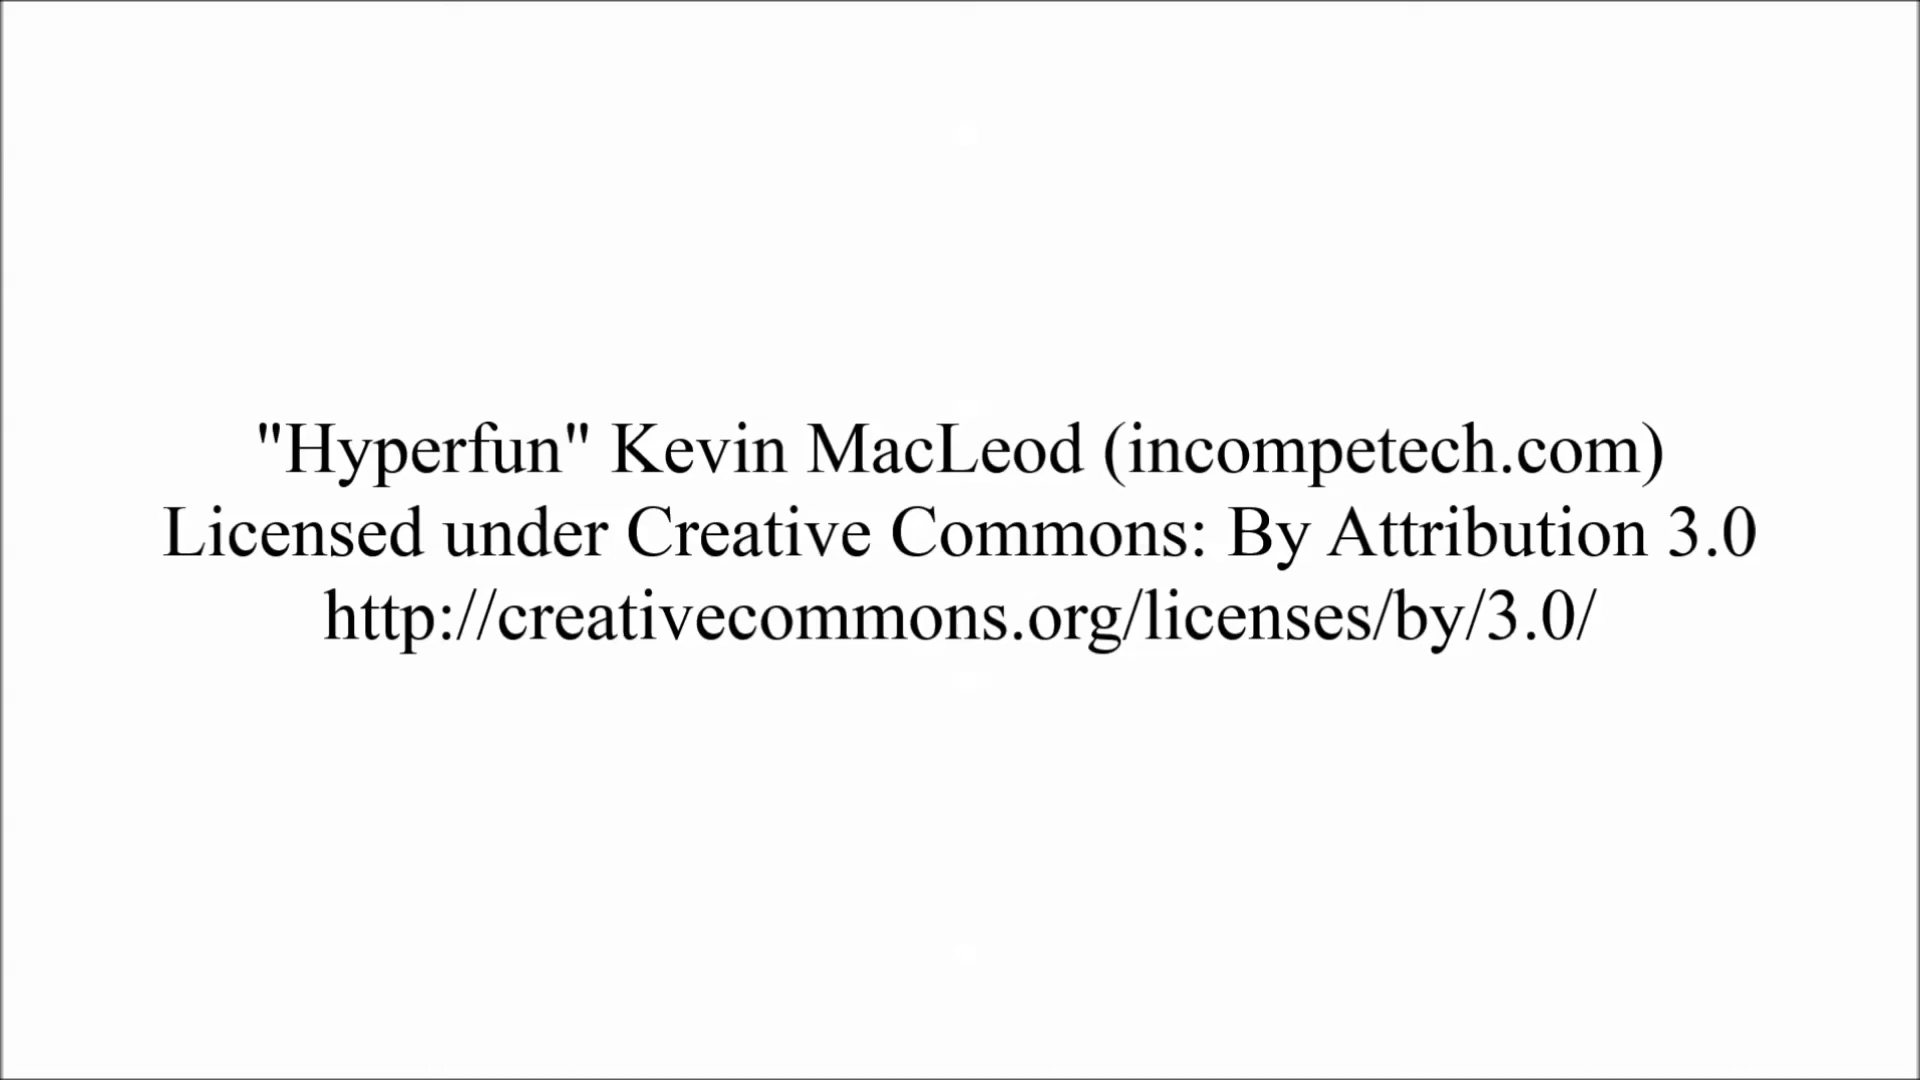 "Hyperfun" Kevin MacLeod (incompetech.com)
Licensed under Creative Commons: By Attribution 3.0
http://creativecommons.org/licenses/by/3.0/